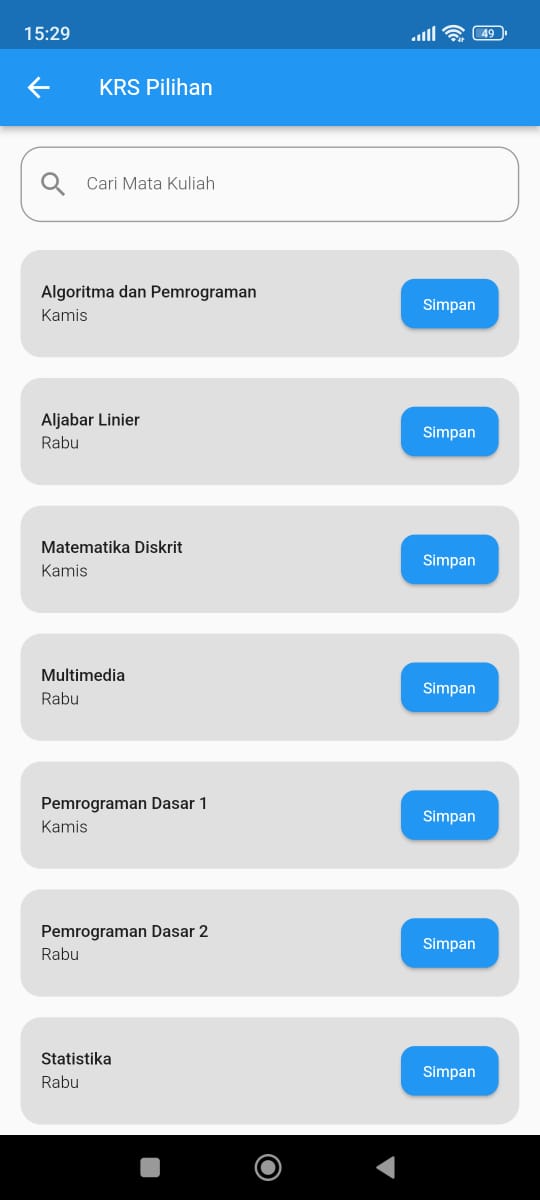 15:29
49
KRS Pilihan
Cari Mata Kuliah
Algoritma dan Pemrograman
Kamis
Simpan
Aljabar Linier
Rabu
Simpan
Matematika Diskrit
Kamis
Simpan
Multimedia
Rabu
Simpan
Pemrograman Dasar 1
Kamis
Simpan
Pemrograman Dasar 2
Rabu
Simpan
Statistika
Rabu
Simpan